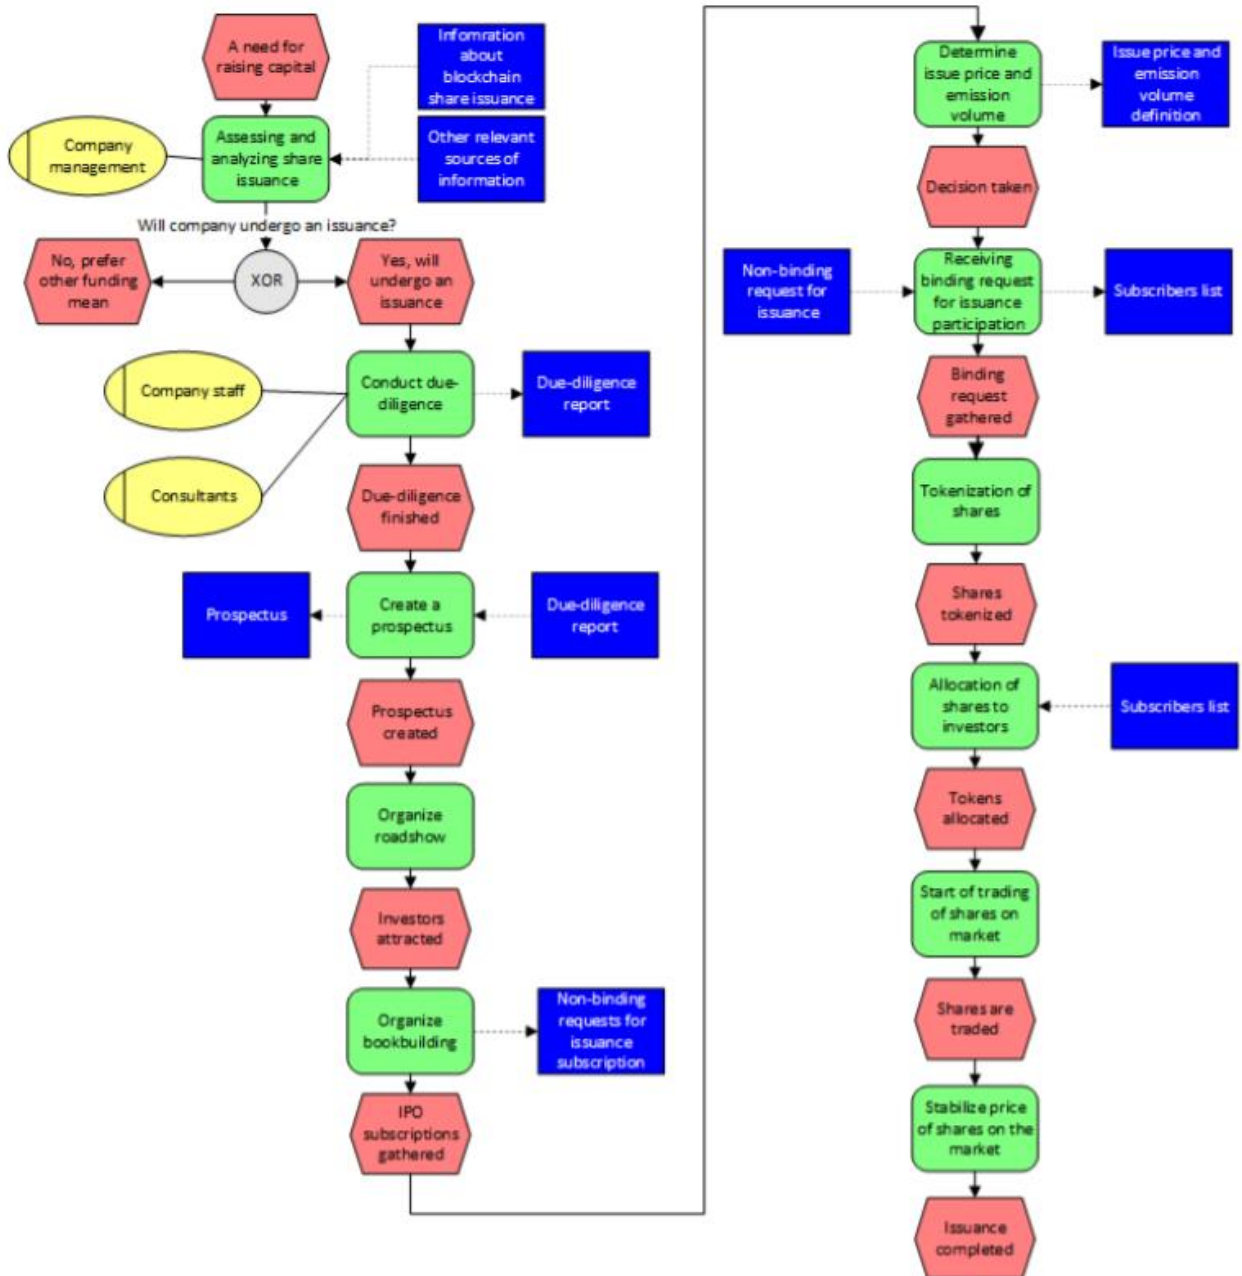 A need for
raising capital
Infomration
about
blockchain
share issuance
Company
management
Assessing and
analyzing share
issuance
Other relevant
sources of
information
Will company undergo an issuance?
No, prefer
other funding
mean
XOR
Yes, will
undergo an
issuance
Company staff
Conduct due-
diligence
Due-diligence
report
Consultants
Due-diligence
finished
Prospectus
Create a
prospectus
Due-diligence
report
Prospectus
created
Organize
roadshow
Investors
attracted
Organize
bookbuilding
Non-binding
requests for
issuance
subscription
IPO
subscriptions
gathered
Determine
issue price and
emission
volume
Issue price and
emission
volume
definition
Decision taken
Non-binding
request for
issuance
Receiving
binding request
for issuance
participation
Subscribers list
Binding
request
gathered
Tokenization of
shares
Shares
tokenized
Allocation of
shares to
investors
Subscribers list
Tokens
allocated
Start of trading
of shares on
market
Shares are
traded
Stabilize price
of shares on the
market
Issuance
completed